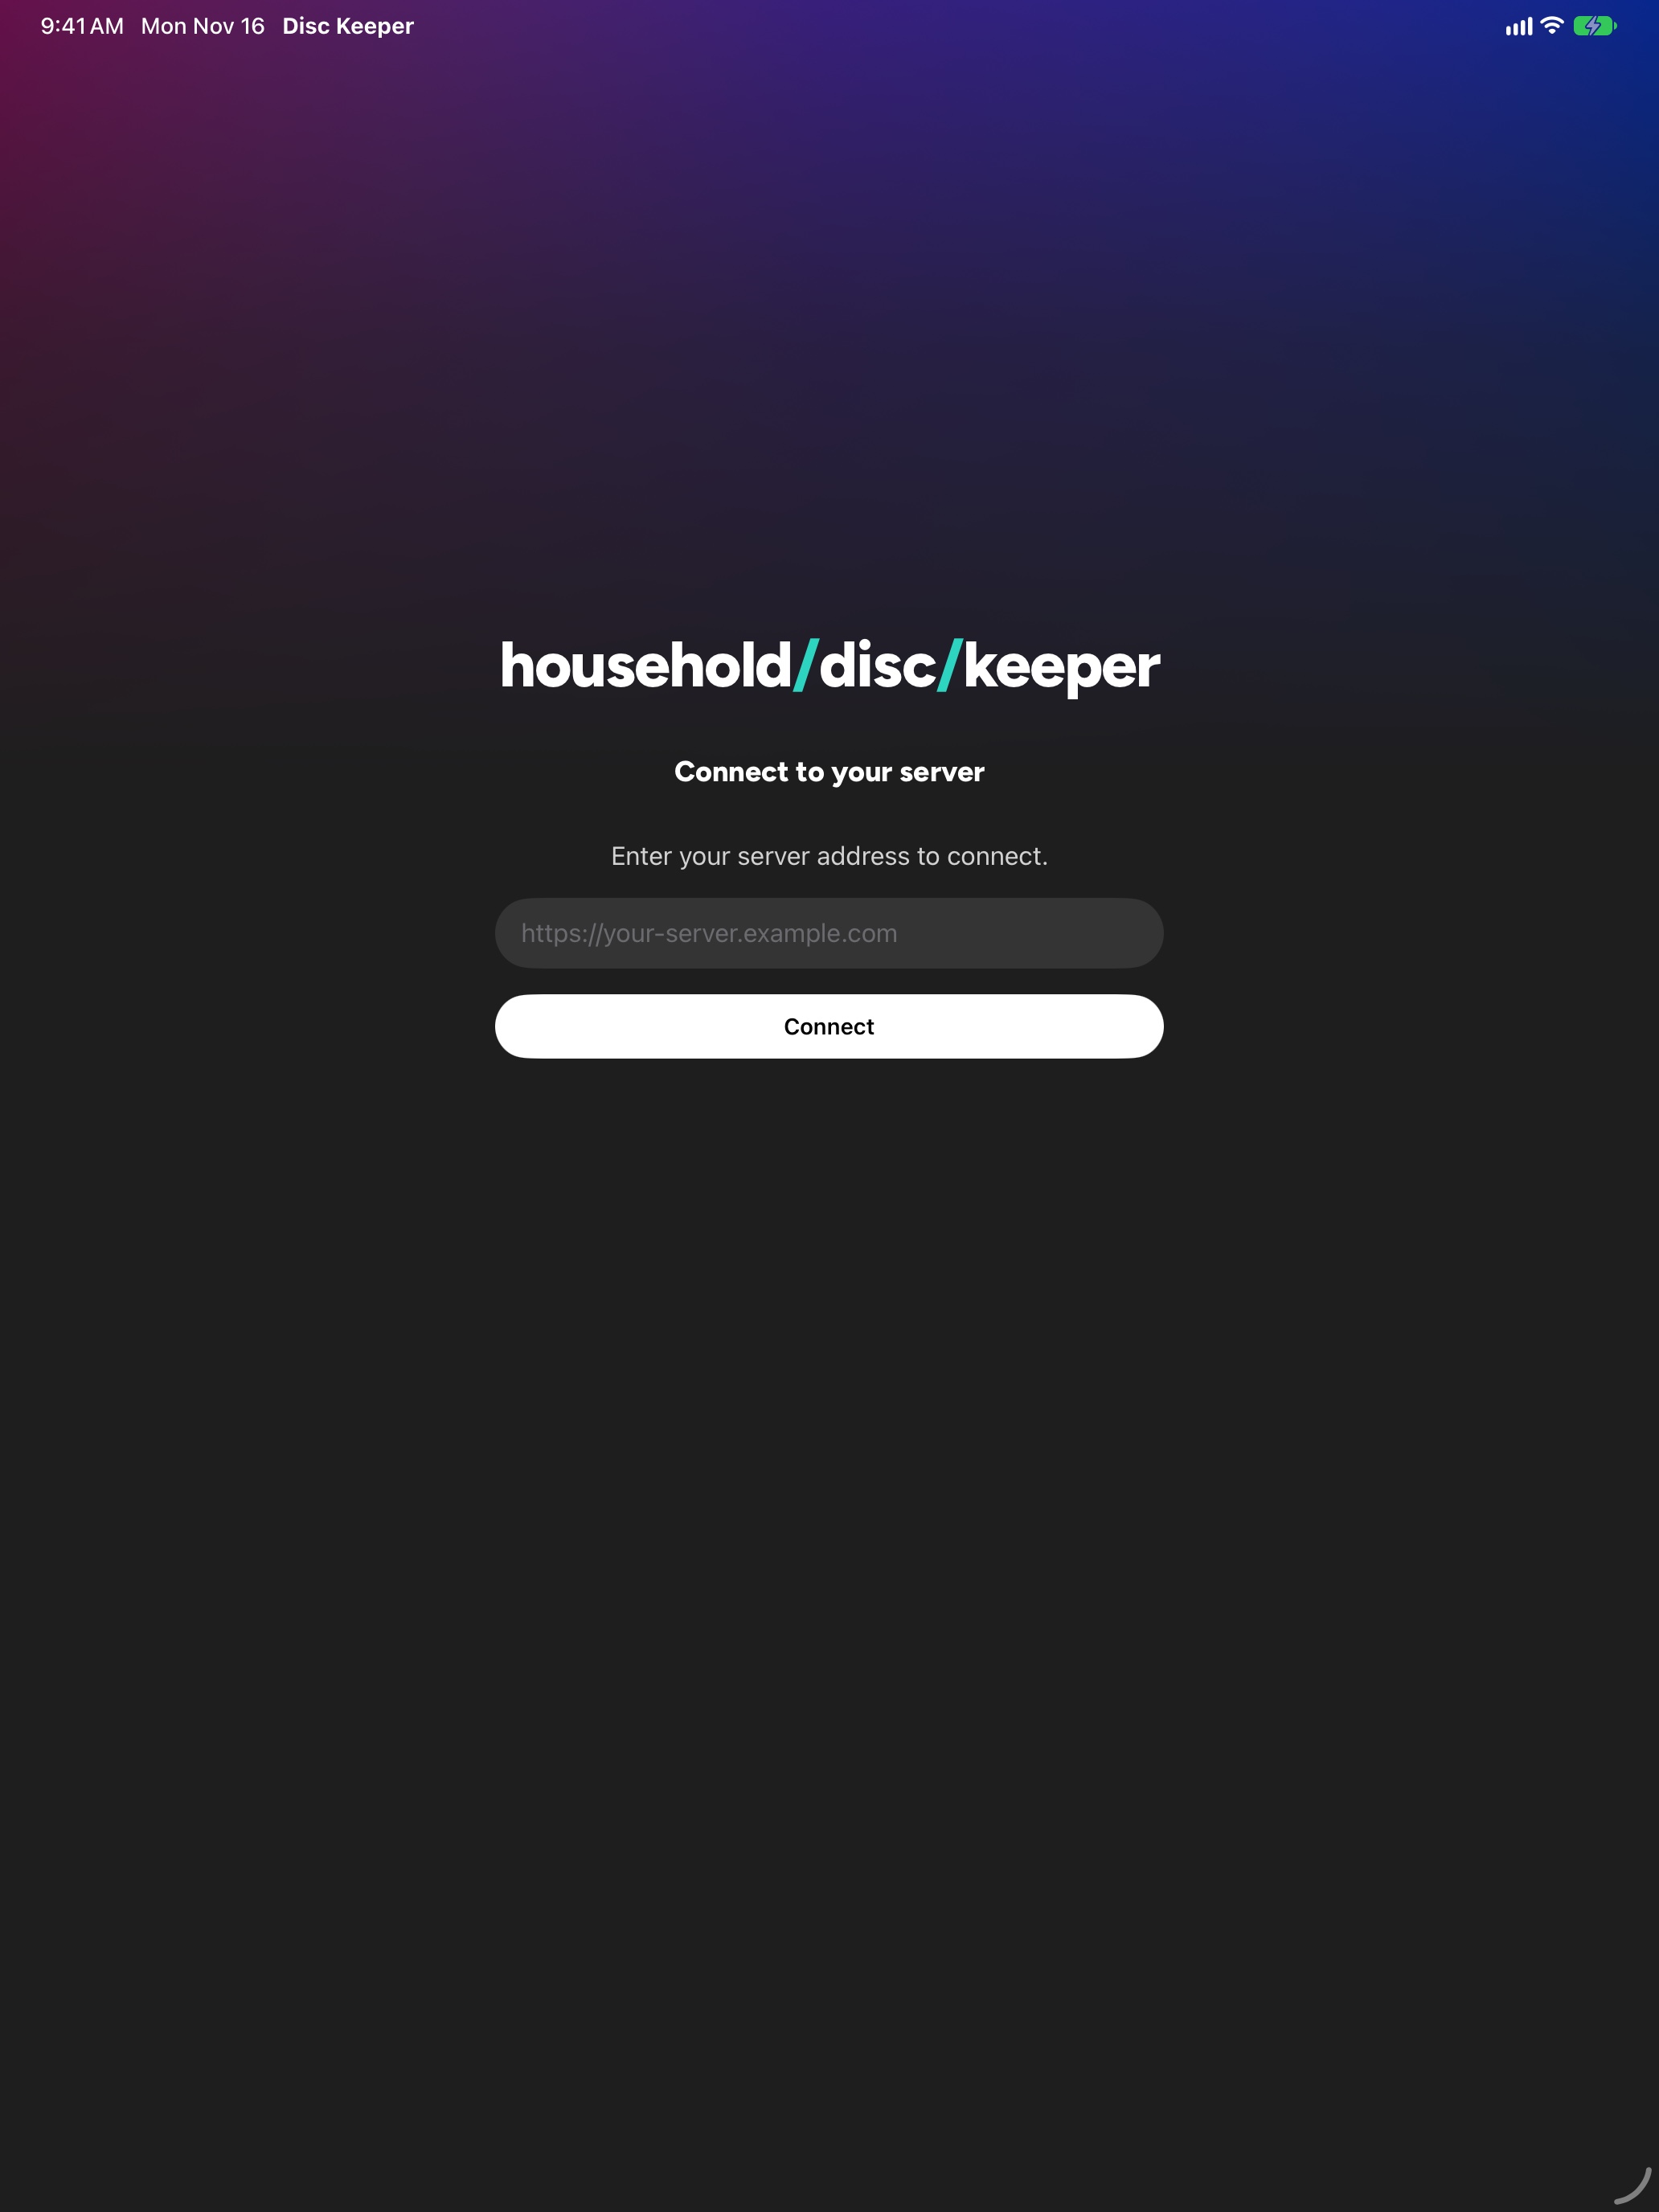 9:41 AM Mon Nov 16 Disc Keeper
household/disc/keeper
Connect to your server
Enter your server address to connect.
https://your-server.example.com
Connect